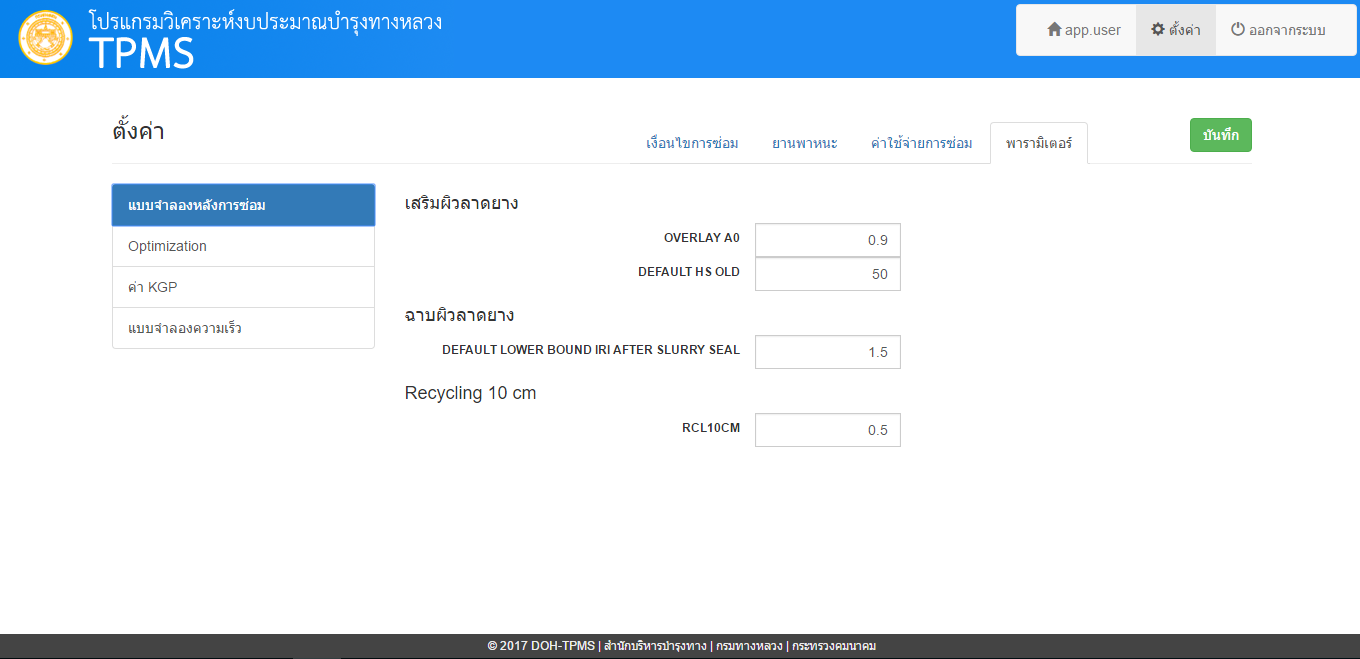 โปรแกรมวิเคราะห์งบประมาณบำรุงทางหลวง
TPMS
app.user
ตั้งค่า
ออกจากระบบ
ตั้งค่า
เงื่อนไขการซ่อม
ยานพาหนะ
ค่าใช้จ่ายการซ่อม
พารามิเตอร์
บันทึก
แบบจำลองหลังการซ่อม
Optimization
ค่า KGP
แบบจำลองความเร็ว
เสริมผิวลาดยาง
OVERLAY A0 0.9
DEFAULT HS OLD 50
ฉาบผิวลาดยาง
DEFAULT LOWER BOUND IRI AFTER SLURRY SEAL 1.5
Recycling 10 cm
RCL10CM 0.5
© 2017 DOH-TPMS | สำนักบริหารบำรุงทาง | กรมทางหลวง | กระทรวงคมนาคม